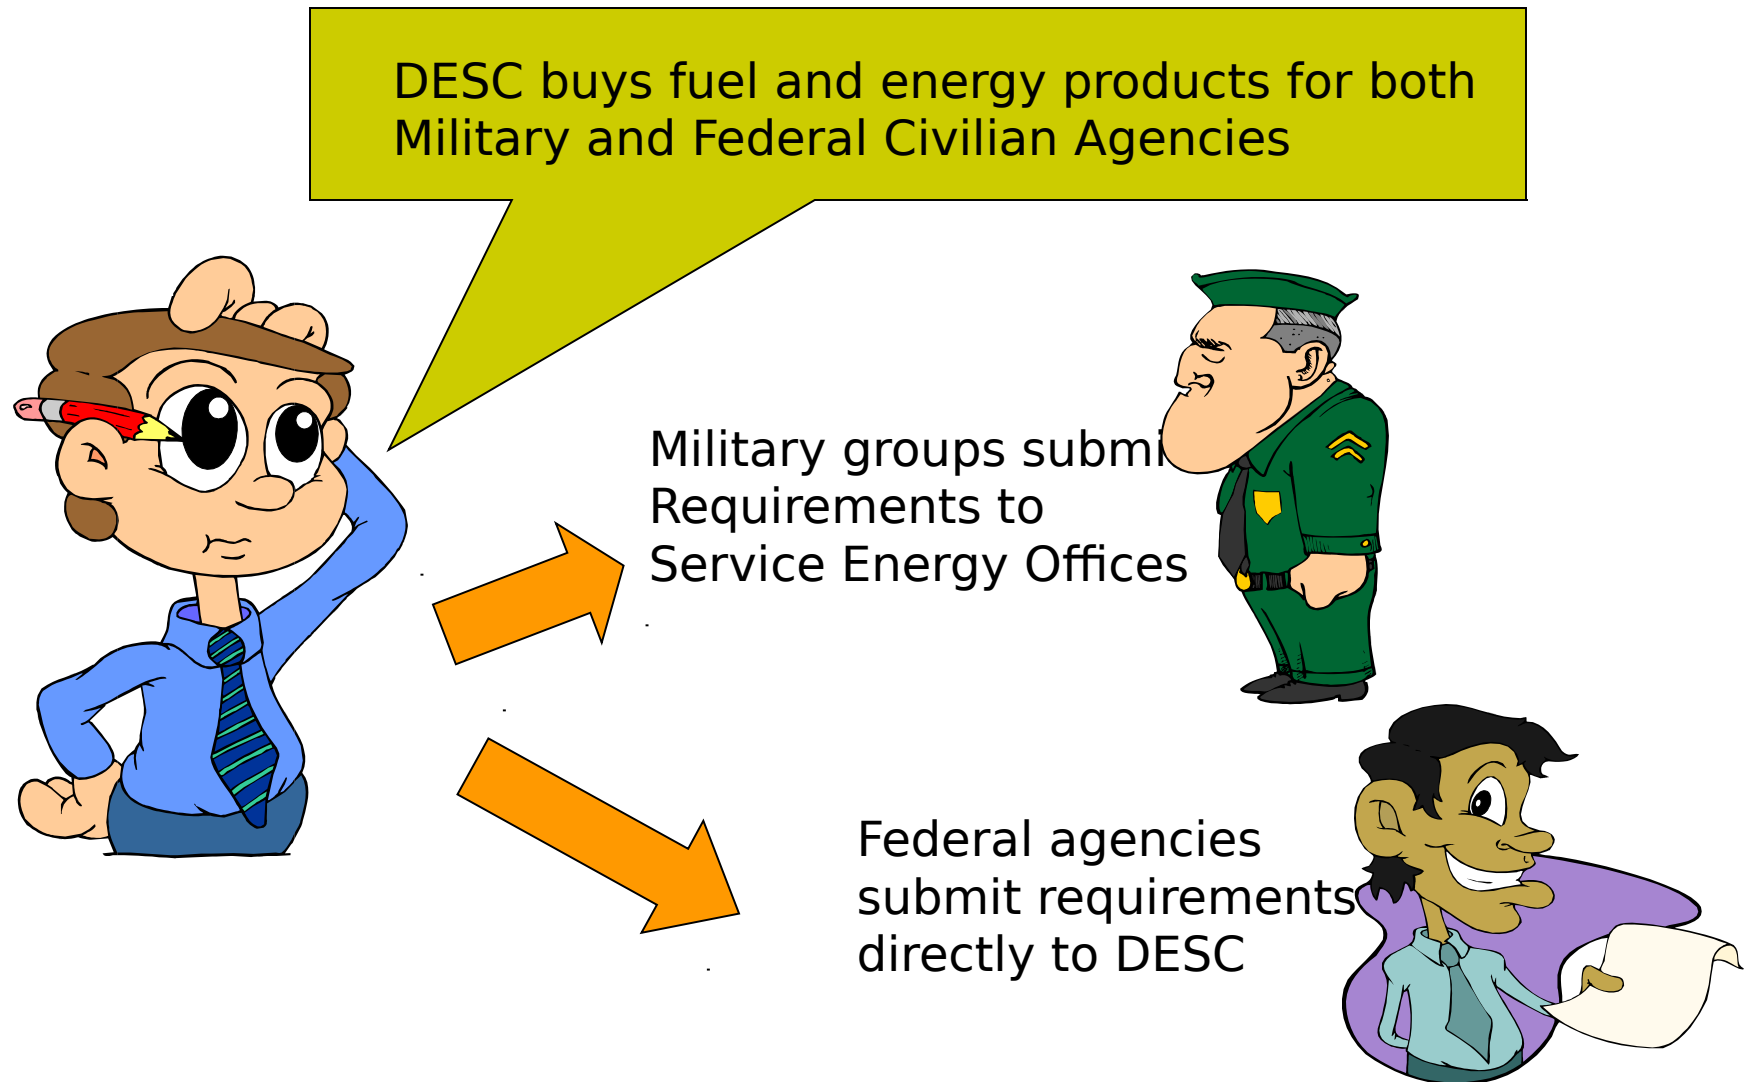 DESC buys fuel and energy products for both
Military and Federal Civilian Agencies
Military groups submi
Requirements to
Service Energy Offices
Federal agencies
submit requirements
directly to DESC